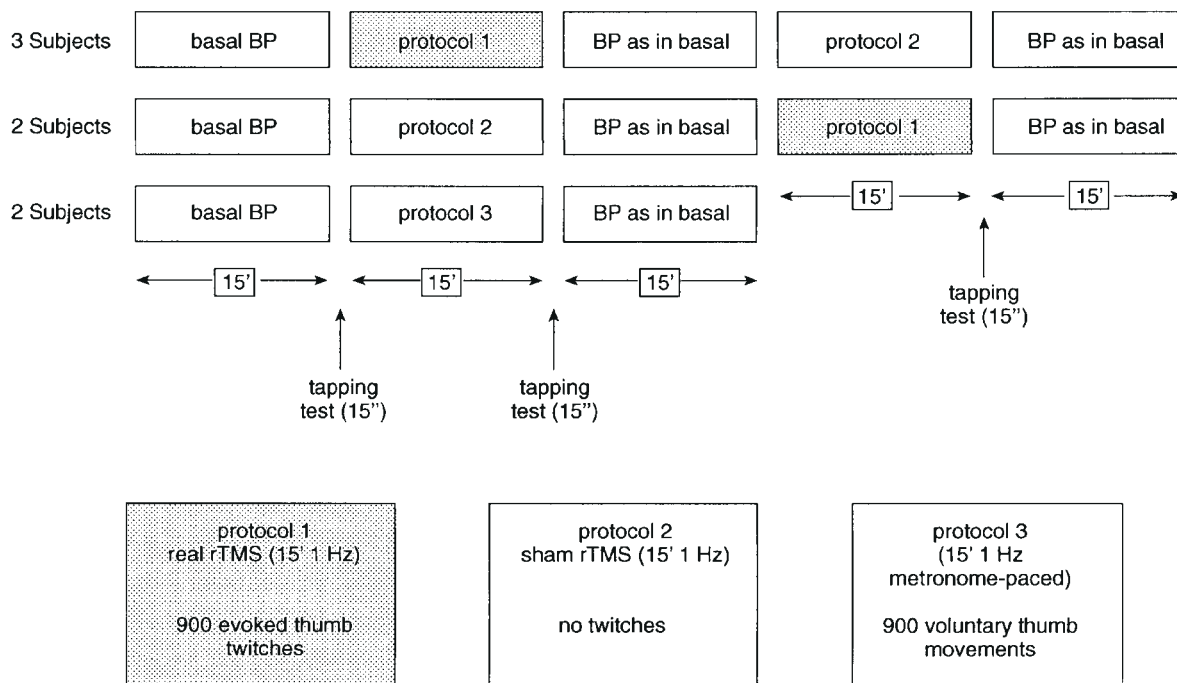 3 Subjects
basal BP
protocol 1
BP as in basal
protocol 2
BP as in basal
2 Subjects
basal BP
protocol 2
BP as in basal
protocol 1
BP as in basal
2 Subjects
basal BP
protocol 3
BP as in basal
15'
15'
15'
15'
15'
tapping
test (15’’)
tapping
test (15’’)
tapping
test (15’’)
protocol 1
real rTMS (15' 1 Hz)
900 evoked thumb
twitches
protocol 2
sham rTMS (15' 1 Hz)
no twitches
protocol 3
(15' 1 Hz
metronome-paced)
900 voluntary thumb
movements